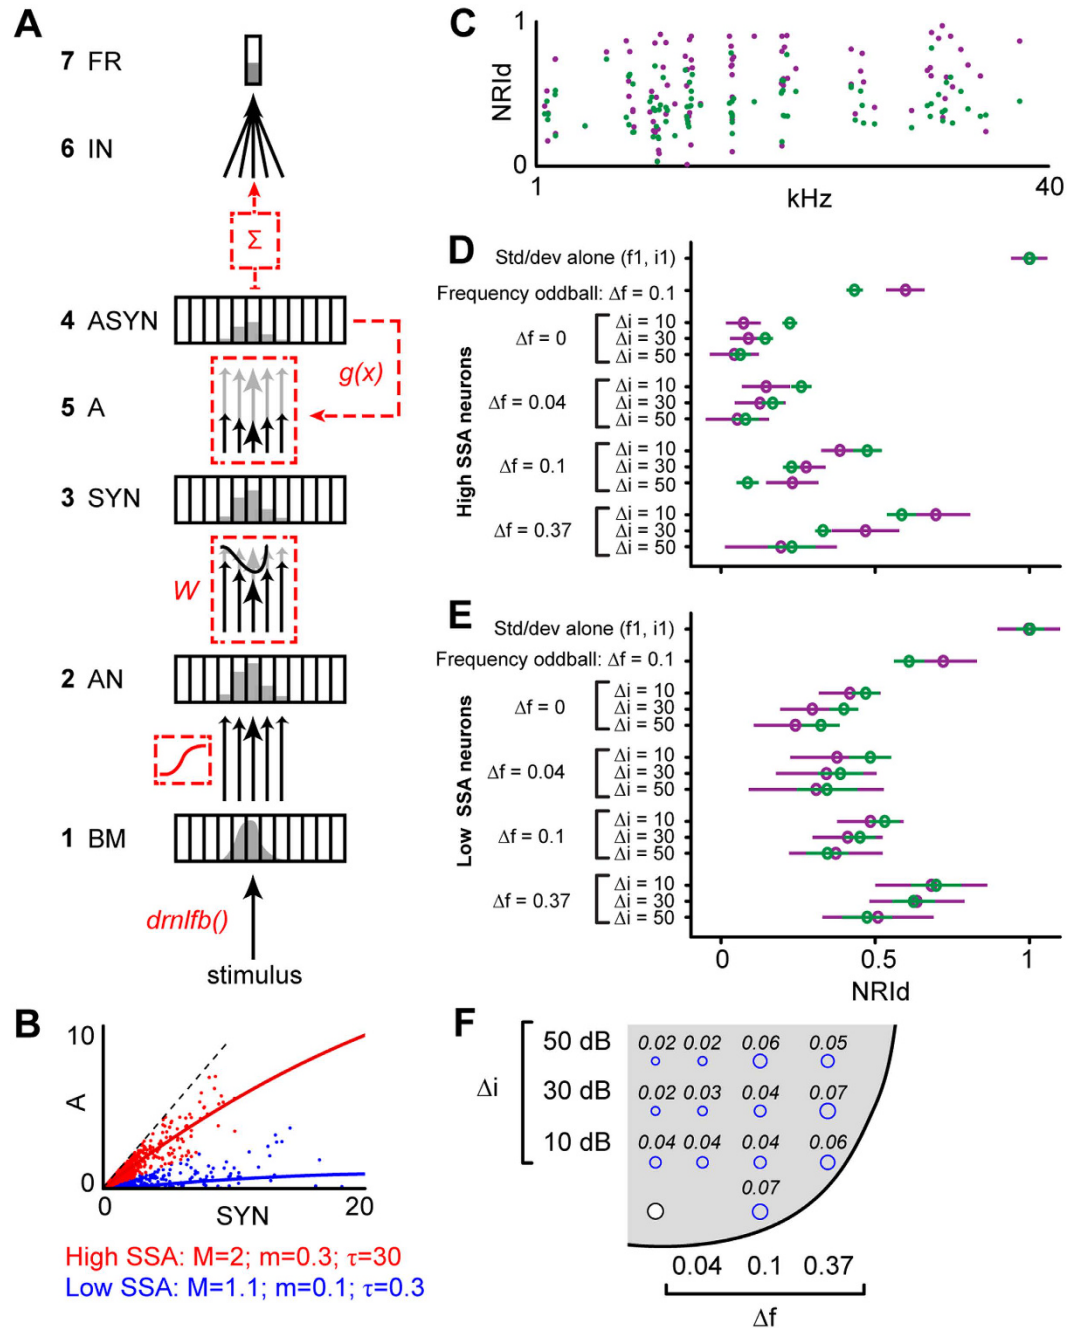 A
7 FR
6 IN
Σ
4 ASYN
g(x)
5 A
3 SYN
W
2 AN
1 BM
drnlfb()
stimulus
B
10
A
0
0
SYN
20
High SSA: M=2; m=0.3; τ=30
Low SSA: M=1.1; m=0.1; τ=0.3
C
1
NRId
0
1
kHz
40
D
High SSA neurons
Std/dev alone (f1, i1)
Frequency oddball: Δf = 0.1
Δf = 0
Δi = 10
Δi = 30
Δi = 50
Δf = 0.04
Δi = 10
Δi = 30
Δi = 50
Δf = 0.1
Δi = 10
Δi = 30
Δi = 50
Δf = 0.37
Δi = 10
Δi = 30
Δi = 50
E
Low SSA neurons
Std/dev alone (f1, i1)
Frequency oddball: Δf = 0.1
Δf = 0
Δi = 10
Δi = 30
Δi = 50
Δf = 0.04
Δi = 10
Δi = 30
Δi = 50
Δf = 0.1
Δi = 10
Δi = 30
Δi = 50
Δf = 0.37
Δi = 10
Δi = 30
Δi = 50
0 0.5 1
NRId
F
Δi
50 dB 0.02 0.02 0.06 0.05
30 dB 0.02 0.03 0.04 0.07
10 dB 0.04 0.04 0.04 0.06
0.07
0.04 0.1 0.37
Δf